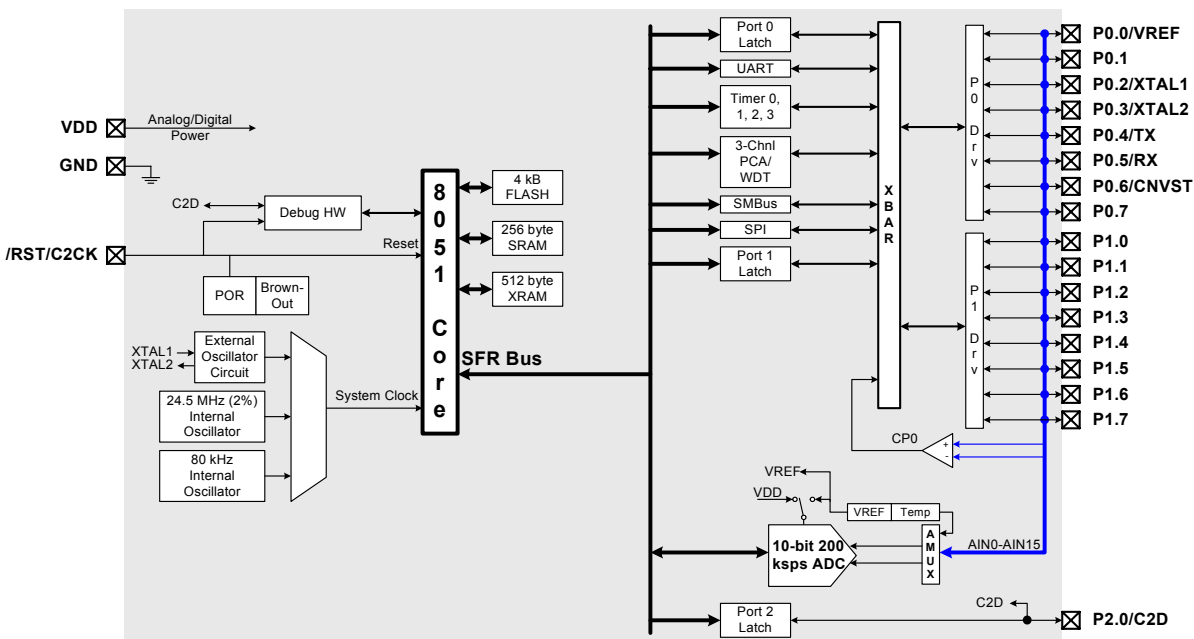 VDD
Analog/Digital
Power
GND
C2D
Debug HW
/RST/C2CK
Reset
POR
Brown-
Out
XTAL1
XTAL2
External
Oscillator
Circuit
24.5 MHz (2%)
Internal
Oscillator
80 kHz
Internal
Oscillator
System Clock
8
0
5
1
C
o
r
e
4 kB
FLASH
256 byte
SRAM
512 byte
XRAM
SFR Bus
Port 0
Latch
UART
Timer 0,
1, 2, 3
3-Chnl
PCA/
WDT
SMBus
SPI
Port 1
Latch
X
B
A
R
P
0
D
r
v
P
1
D
r
v
P0.0/VREF
P0.1
P0.2/XTAL1
P0.3/XTAL2
P0.4/TX
P0.5/RX
P0.6/CNVST
P0.7
P1.0
P1.1
P1.2
P1.3
P1.4
P1.5
P1.6
P1.7
CP0
+
-
VREF
VDD
VREF
Temp
10-bit 200
ksps ADC
A
M
U
X
AIN0-AIN15
Port 2
Latch
C2D
P2.0/C2D